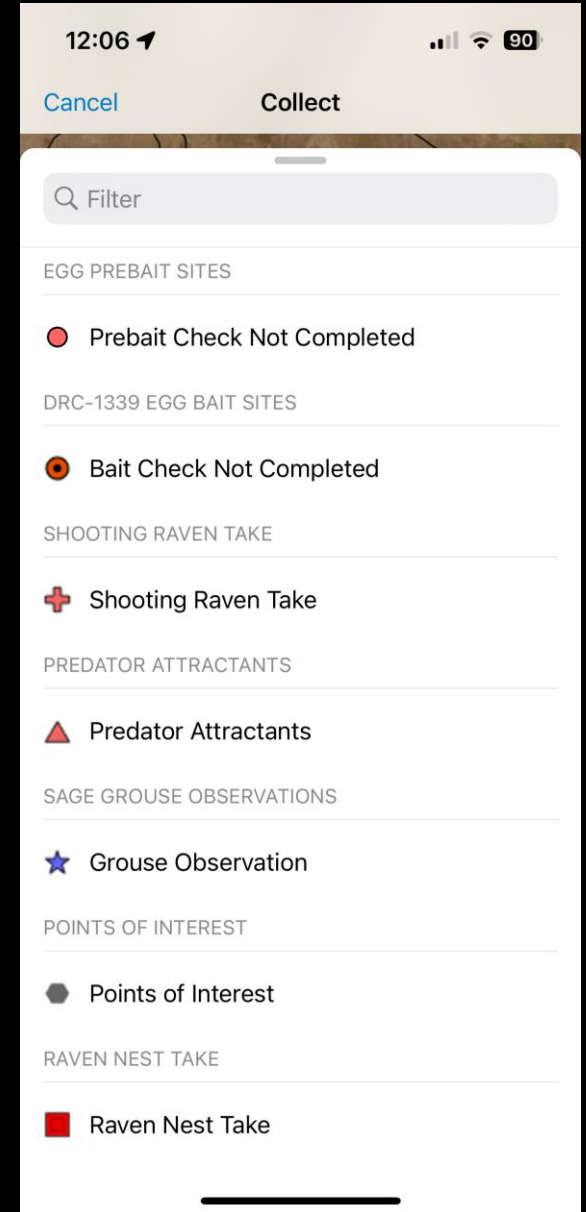 12:06
90
Cancel
Collect
Filter
EGG PREBAIT SITES
Prebait Check Not Completed
DRC-1339 EGG BAIT SITES
Bait Check Not Completed
SHOOTING RAVEN TAKE
Shooting Raven Take
PREDATOR ATTRACTANTS
Predator Attractants
SAGE GROUSE OBSERVATIONS
Grouse Observation
POINTS OF INTEREST
Points of Interest
RAVEN NEST TAKE
Raven Nest Take